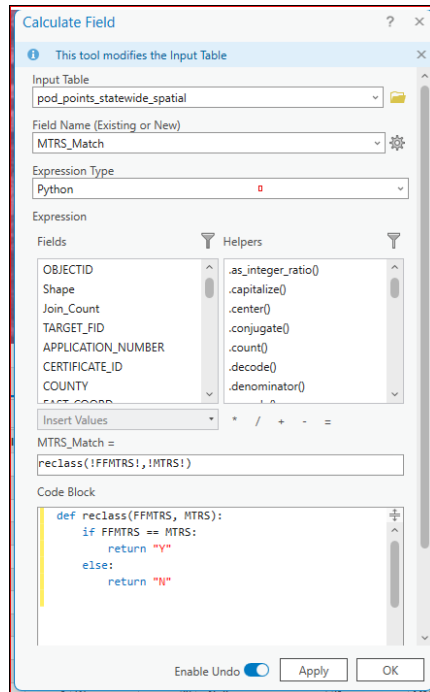 Calculate Field ? ×
This tool modifies the Input Table ×
Input Table
pod_points_statewide_spatial
Field Name (Existing or New)
MTRS_Match
Expression Type
Python
Expression
Fields Helpers
OBJECTID .as_integer_ratio()
Shape .capitalize()
Join_Count .center()
TARGET_FID .conjugate()
APPLICATION_NUMBER .count()
CERTIFICATE_ID .decode()
COUNTY .denominator()
Insert Values * / + - =
MTRS_Match =
reclass(!FFMTRS!,!MTRS!)
Code Block
def reclass(FFMTRS, MTRS):
if FFMTRS == MTRS:
return "Y"
else:
return "N"
Enable Undo Apply OK